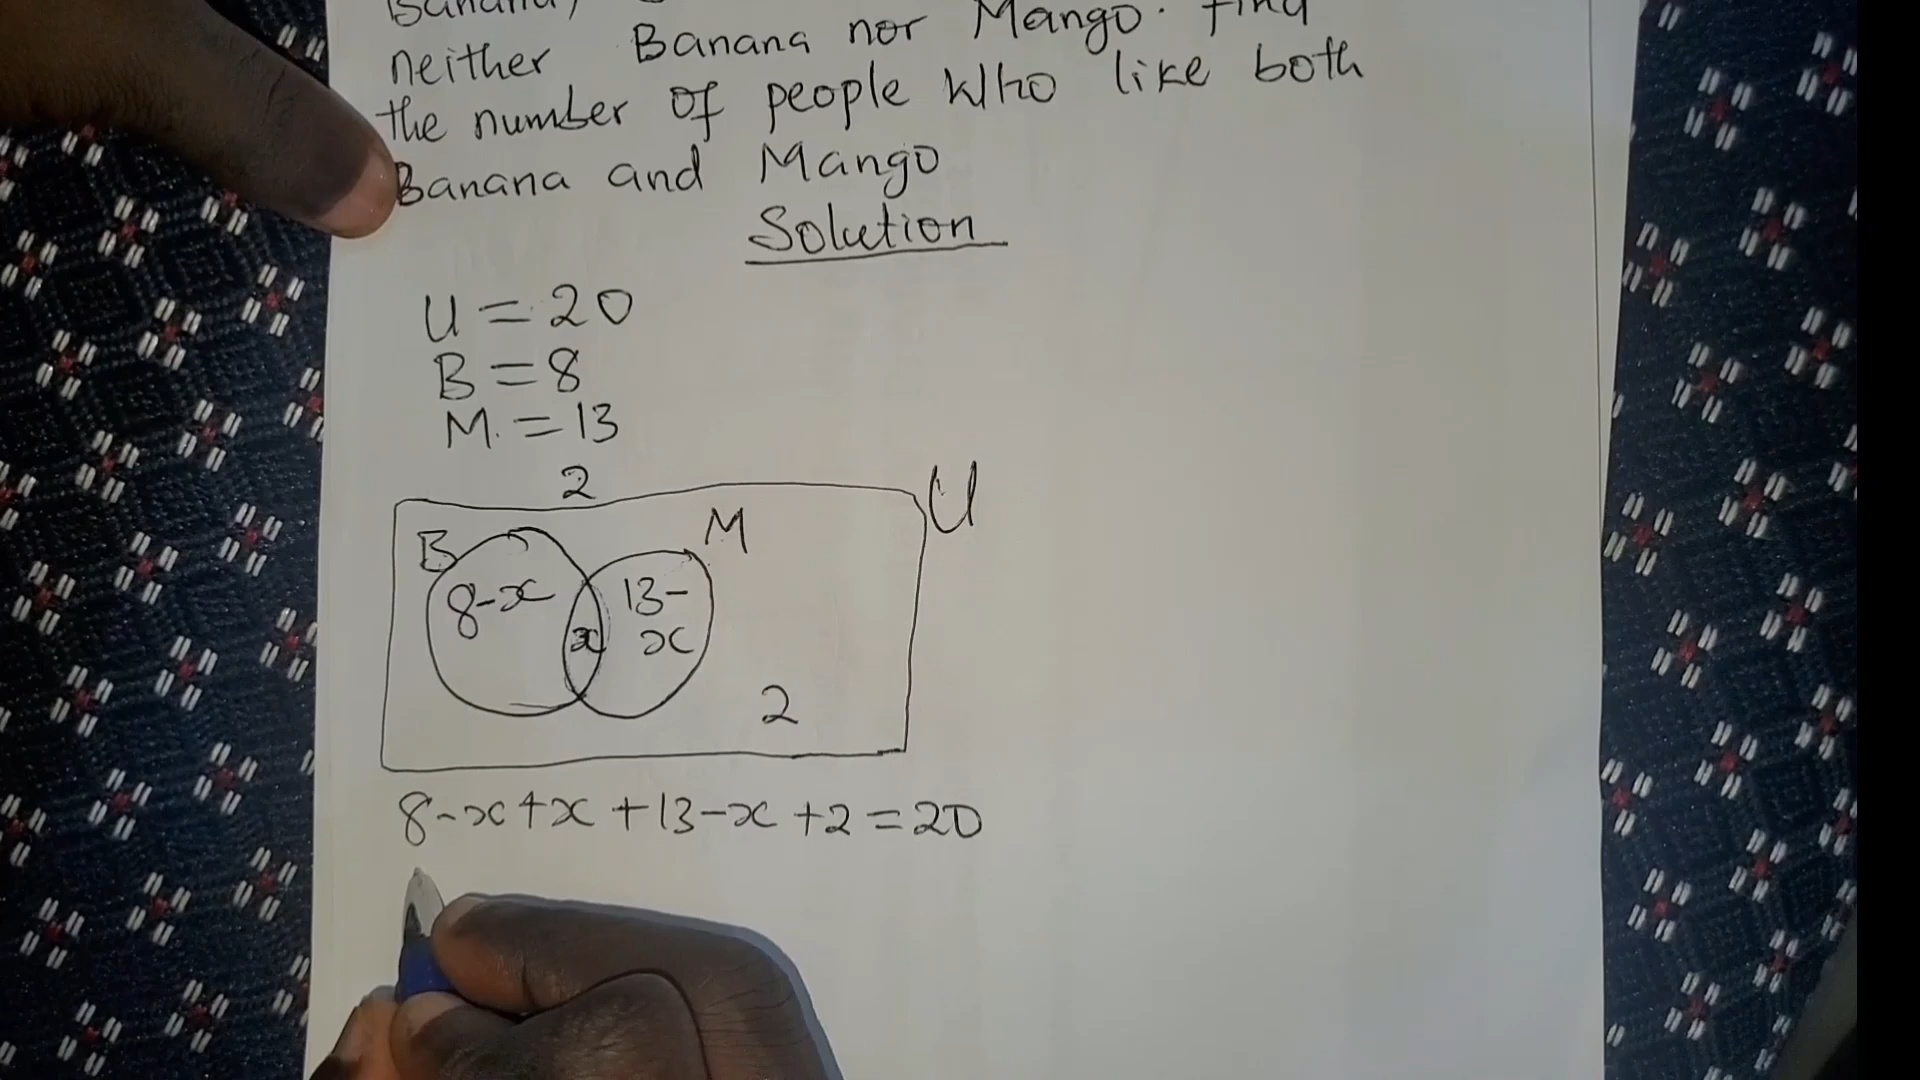 Banana,
neither Banana nor Mango. Find
the number of people who like both
Banana and Mango
Solution
U = 20
B = 8
M = 13
2
U
B
M
8-x
x
13-
x
2
8-x+x+13-x+2=20